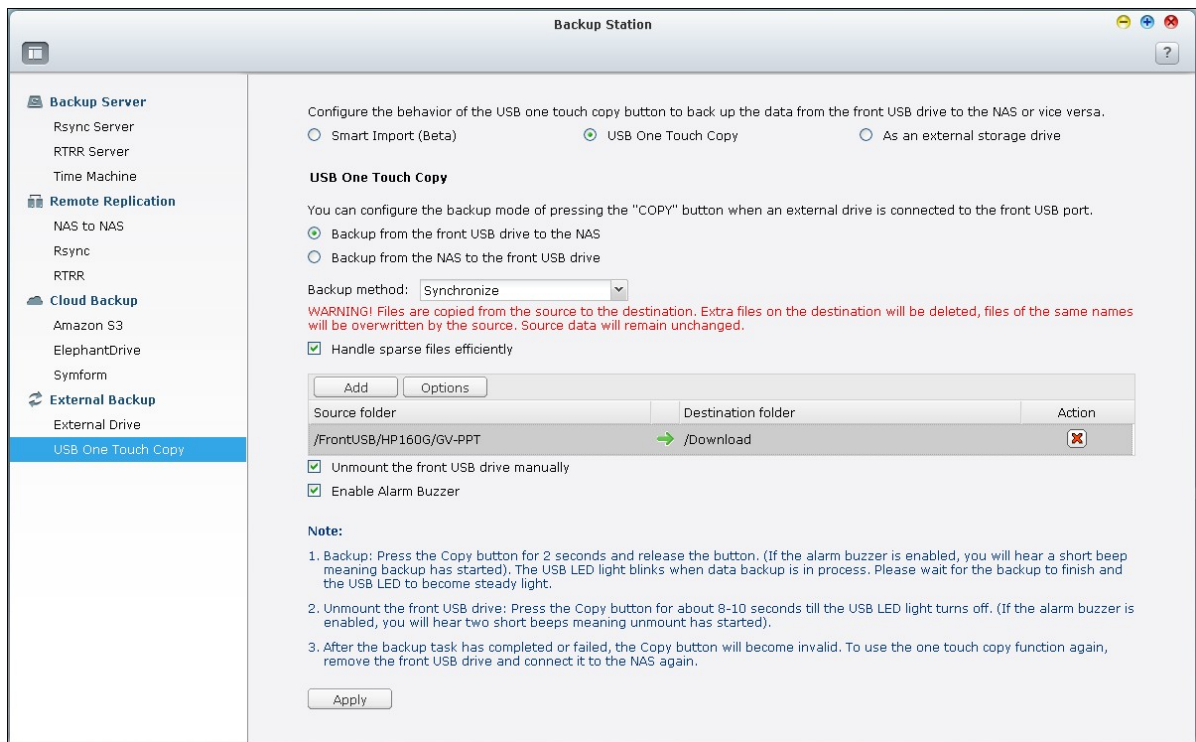 Backup Station
?
Backup Server
Rsync Server
RTRR Server
Time Machine
Remote Replication
NAS to NAS
Rsync
RTRR
Cloud Backup
Amazon S3
ElephantDrive
Symform
External Backup
External Drive
USB One Touch Copy
Configure the behavior of the USB one touch copy button to back up the data from the front USB drive to the NAS or vice versa.
Smart Import (Beta) USB One Touch Copy As an external storage drive
USB One Touch Copy
You can configure the backup mode of pressing the "COPY" button when an external drive is connected to the front USB port.
Backup from the front USB drive to the NAS
Backup from the NAS to the front USB drive
Backup method: Synchronize
WARNING! Files are copied from the source to the destination. Extra files on the destination will be deleted, files of the same names
will be overwritten by the source. Source data will remain unchanged.
Handle sparse files efficiently
Add Options
Source folder Destination folder Action
/FrontUSB/HP160G/GV-PPT /Download
Unmount the front USB drive manually
Enable Alarm Buzzer
Note:
1. Backup: Press the Copy button for 2 seconds and release the button. (If the alarm buzzer is enabled, you will hear a short beep
meaning backup has started). The USB LED light blinks when data backup is in process. Please wait for the backup to finish and
the USB LED to become steady light.
2. Unmount the front USB drive: Press the Copy button for about 8-10 seconds till the USB LED light turns off. (If the alarm buzzer is
enabled, you will hear two short beeps meaning unmount has started).
3. After the backup task has completed or failed, the Copy button will become invalid. To use the one touch copy function again,
remove the front USB drive and connect it to the NAS again.
Apply